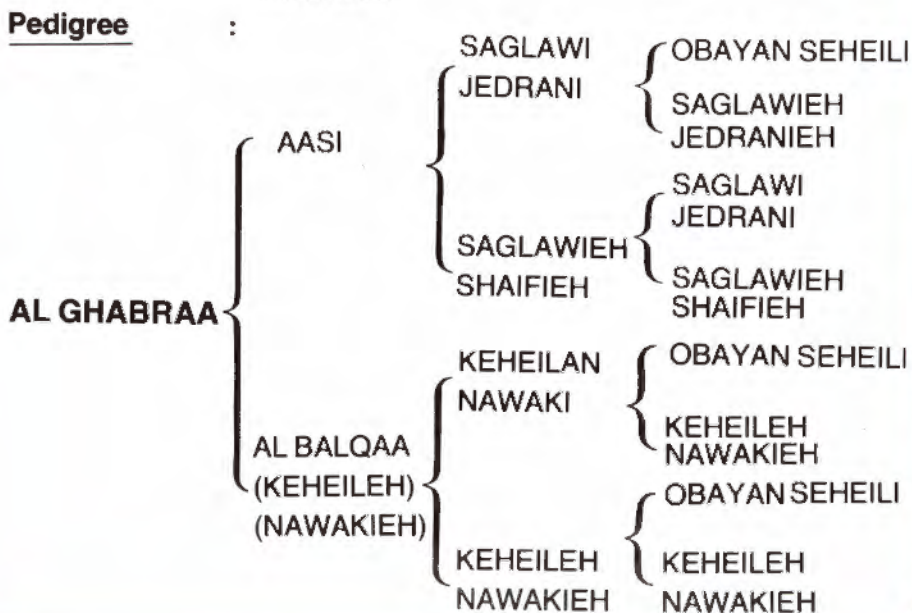 Pedigree :
SAGLAWI
JEDRANI
OBAYAN SEHEILI
SAGLAWIEH
JEDRANIEH
AASI
SAGLAWIEH
SHAIFIEH
SAGLAWI
JEDRANI
SAGLAWIEH
SHAIFIEH
AL GHABRAA
KEHEILAN
NAWAKI
OBAYAN SEHEILI
KEHEILEH
NAWAKIEH
AL BALQAA
(KEHEILEH)
(NAWAKIEH)
KEHEILEH
NAWAKIEH
OBAYAN SEHEILI
KEHEILEH
NAWAKIEH